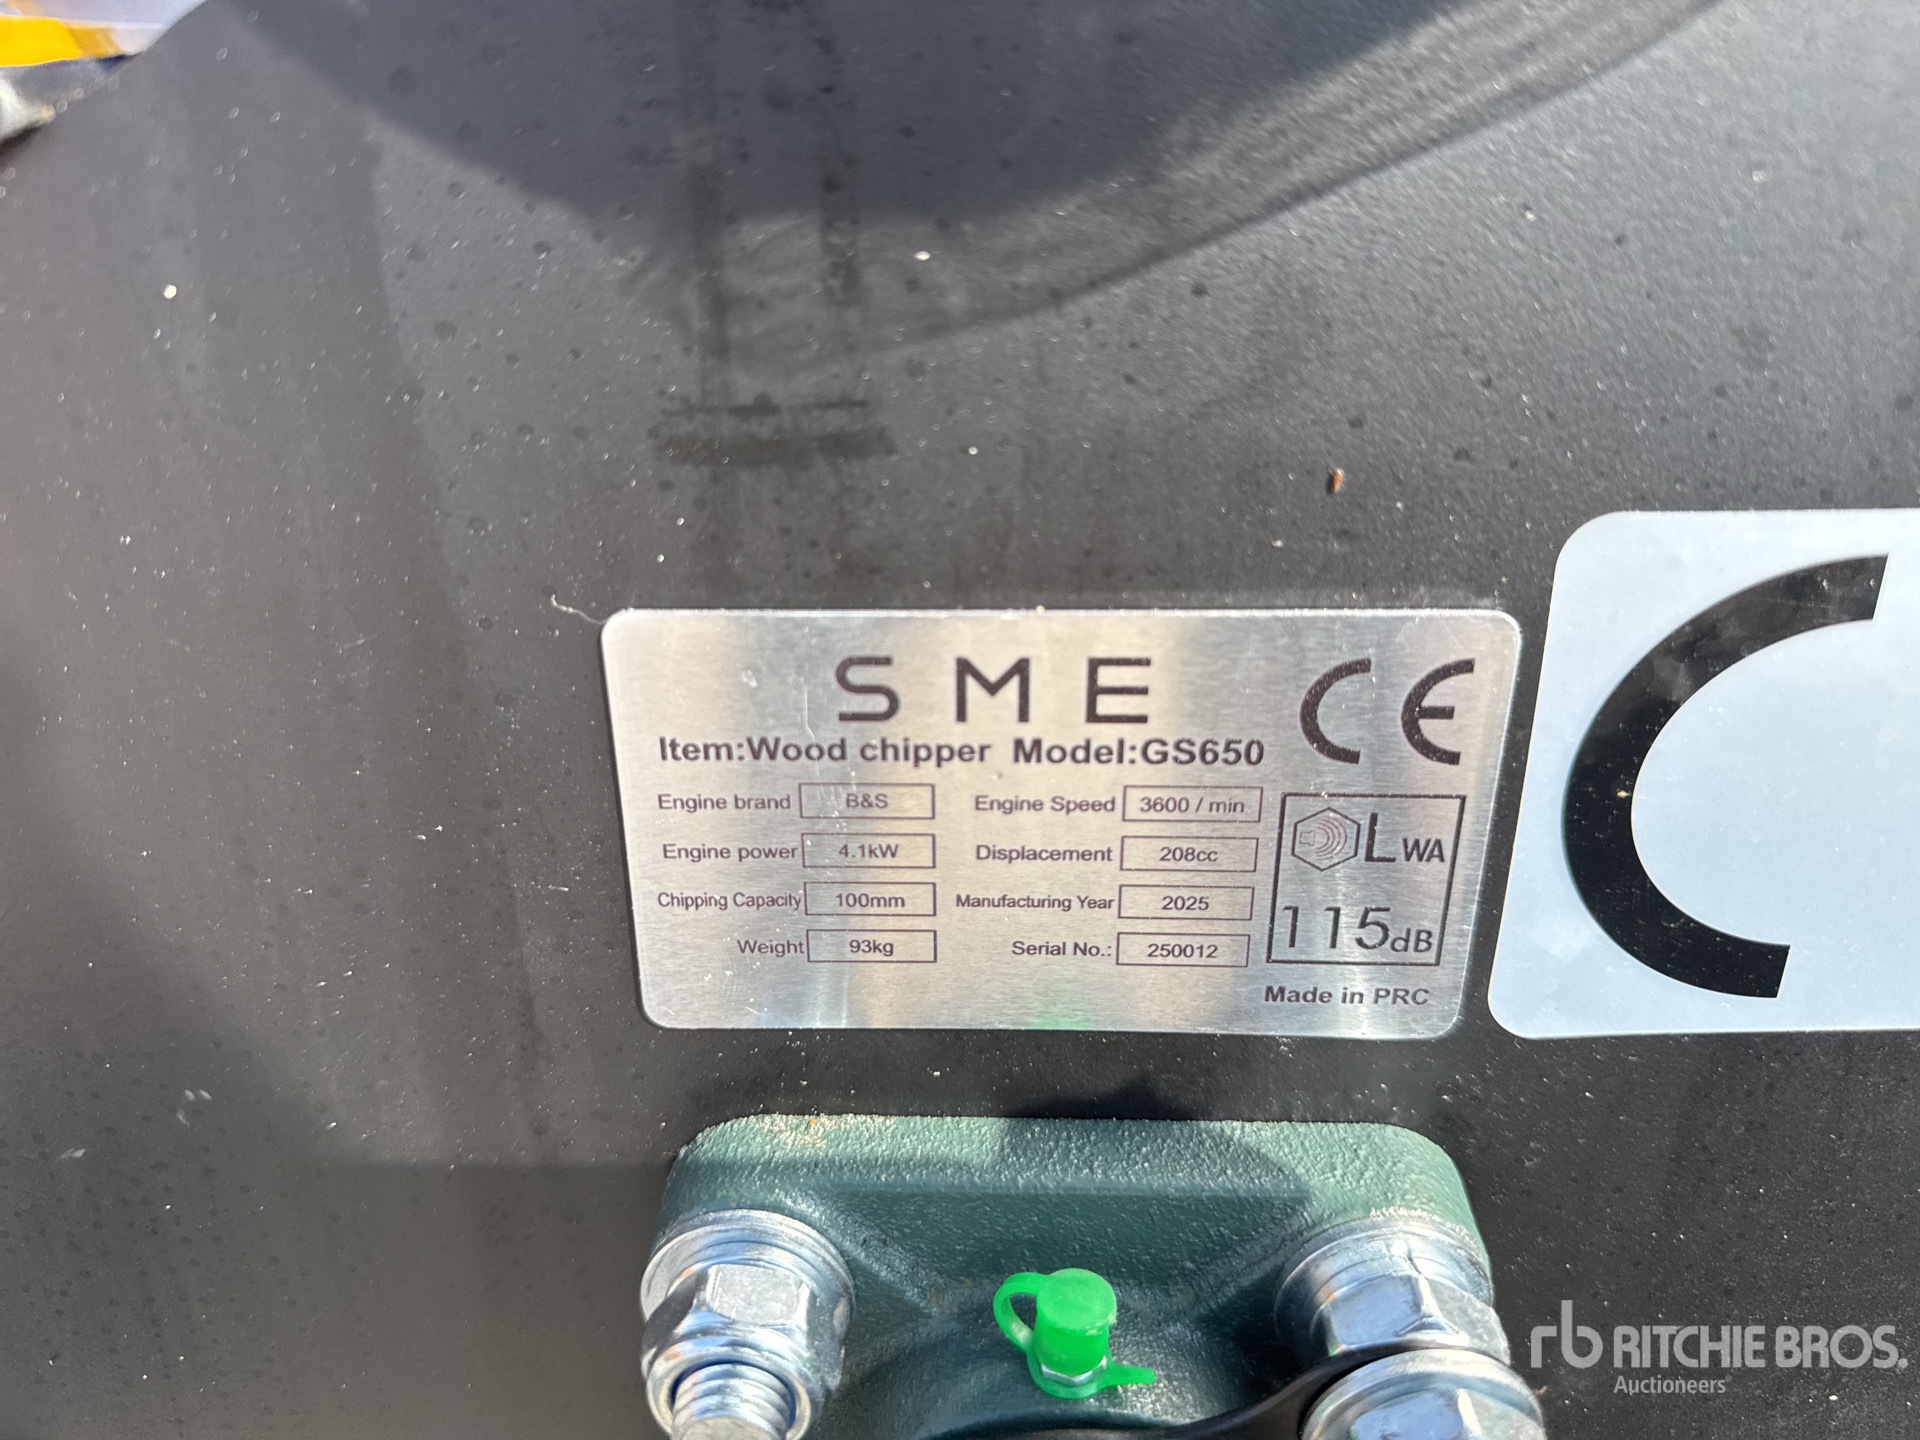 SME CE
Item:Wood chipper Model:GS650
Engine brand B&S Engine Speed 3600 / min
Engine power 4.1kW Displacement 208cc
LWA
Chipping Capacity 100mm Manufacturing Year 2025
115dB
Weight 93kg Serial No.: 250012
Made in PRC
C
rb RITCHIE BROS.
Auctioneers